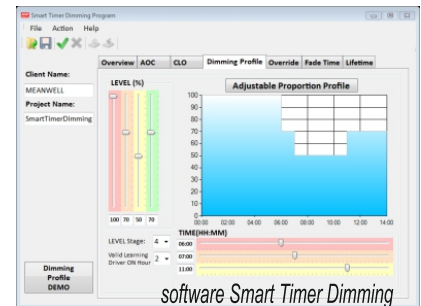 Smart Timer Dimming Program
File Action Help
Overview AOC CLO Dimming Profile Override Fade Time Lifetime
Client Name:
MEANWELL
Project Name:
SmartTimerDimming
LEVEL (%)
100 70 50 70
LEVEL Stage: 4
Valid Learning Driver ON Hour 2
Adjustable Proportion Profile
100
90
80
70
60
50
40
30
20
10
0
00:00 02:00 04:00 06:00 08:00 10:00 12:00 14:00
TIME(HH:MM)
06:00
07:00
11:00
Dimming
Profile
DEMO
software Smart Timer Dimming